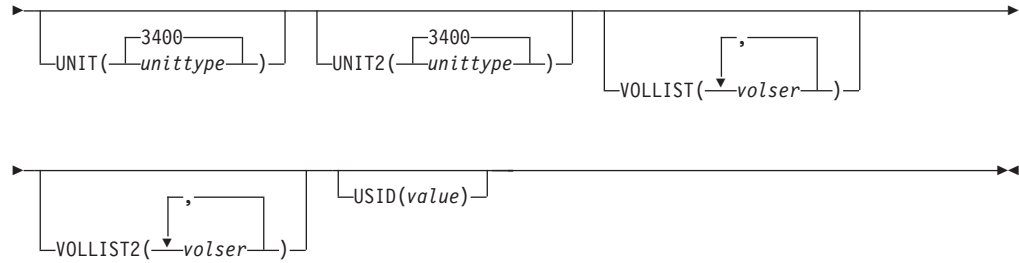 3400 3400 ,
UNIT( unittype ) UNIT2( unittype )
VOLLIST( volser )
,
USID(value)
VOLLIST2( volser )